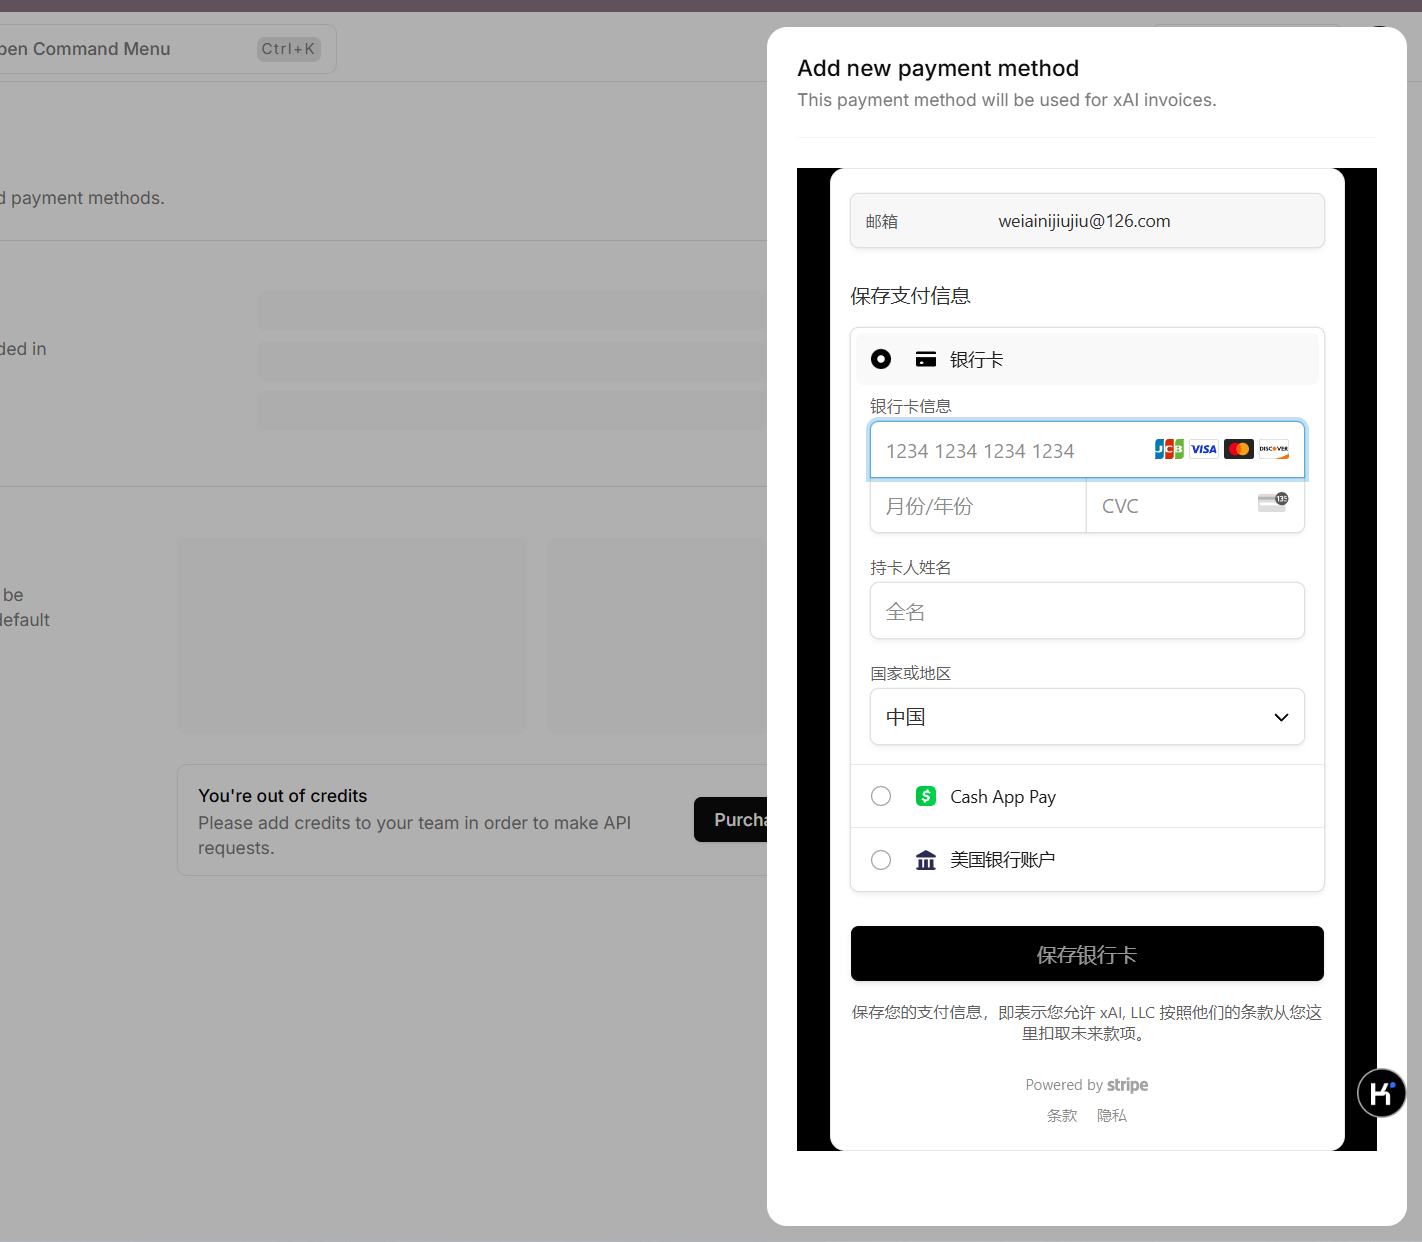 pen Command Menu
Ctrl+K
d payment methods.
ded in
be
default
You're out of credits
Please add credits to your team in order to make API
requests.
Purcha
Add new payment method
This payment method will be used for xAI invoices.
邮箱
weiainijiujiu@126.com
保存支付信息
银行卡
银行卡信息
1234 1234 1234 1234
JCB
VISA
DISCOVER
月份/年份
CVC
135
持卡人姓名
全名
国家或地区
中国
Cash App Pay
美国银行账户
保存银行卡
保存您的支付信息，即表示您允许 xAI, LLC 按照他们的条款从您这
里扣取未来款项。
Powered by stripe
条款 隐私
K